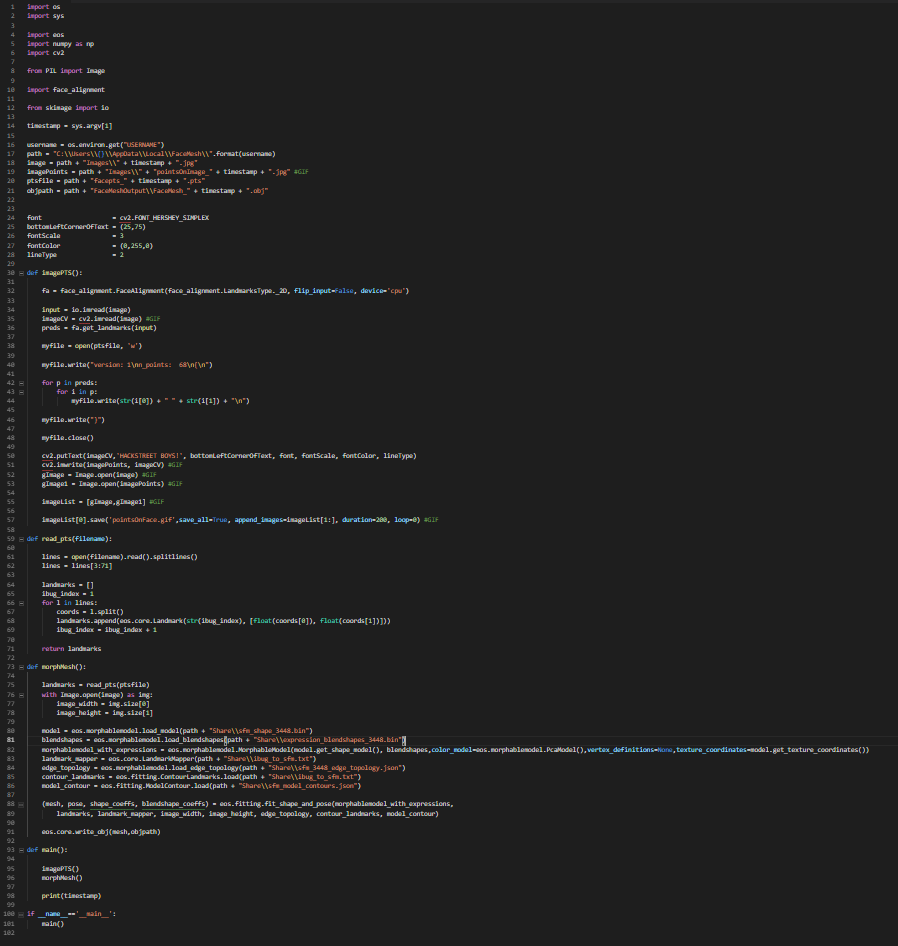 1 import os
2 import sys
3
4 import eos
5 import numpy as np
6 import cv2
7
8 from PIL import Image
9
10 import face_alignment
11
12 from skimage import io
13
14 timestamp = sys.argv[1]
15
16 username = os.environ.get("USERNAME")
17 path = "C:\\Users\\{}\\AppData\\Local\\FaceMesh\\".format(username)
18 image = path + "Images\\" + timestamp + ".jpg"
19 imagePoints = path + "Images\\" + "pointsOnImage_" + timestamp + ".jpg" #GIF
20 ptsfile = path + "facepts_" + timestamp + ".pts"
21 objpath = path + "FaceMeshOutput\\FaceMesh_" + timestamp + ".obj"
22
23
24 font = cv2.FONT_HERSHEY_SIMPLEX
25 bottomLeftCornerOfText = (25,75)
26 fontScale = 3
27 fontColor = (0,255,0)
28 lineType = 2
29
30 def imagePTS():
31
32 fa = face_alignment.FaceAlignment(face_alignment.LandmarksType._2D, flip_input=False, device='cpu')
33
34 input = io.imread(image)
35 imageCV = cv2.imread(image) #GIF
36 preds = fa.get_landmarks(input)
37
38 myfile = open(ptsfile, 'w')
39
40 myfile.write("version: 1\nn_points:  68\n{\n")
41
42 for p in preds:
43 for i in p:
44 myfile.write(str(i[0]) + " " + str(i[1]) + "\n")
45
46 myfile.write("}")
47
48 myfile.close()
49
50 cv2.putText(imageCV,'HACKSTREET BOYS!', bottomLeftCornerOfText, font, fontScale, fontColor, lineType)
51 cv2.imwrite(imagePoints, imageCV) #GIF
52 gImage = Image.open(image) #GIF
53 gImage1 = Image.open(imagePoints) #GIF
54
55 imageList = [gImage,gImage1] #GIF
56
57 imageList[0].save('pointsOnFace.gif',save_all=True, append_images=imageList[1:], duration=200, loop=0) #GIF
58
59 def read_pts(filename):
60
61 lines = open(filename).read().splitlines()
62 lines = lines[3:71]
63
64 landmarks = []
65 ibug_index = 1
66 for l in lines:
67 coords = l.split()
68 landmarks.append(eos.core.Landmark(str(ibug_index), [float(coords[0]), float(coords[1])]))
69 ibug_index = ibug_index + 1
70
71 return landmarks
72
73 def morphMesh():
74
75 landmarks = read_pts(ptsfile)
76 with Image.open(image) as img:
77 image_width = img.size[0]
78 image_height = img.size[1]
79
80 model = eos.morphablemodel.load_model(path + "Share\\sfm_shape_3448.bin")
81 blendshapes = eos.morphablemodel.load_blendshapes(path + "Share\\expression_blendshapes_3448.bin")
82 morphablemodel_with_expressions = eos.morphablemodel.MorphableModel(model.get_shape_model(), blendshapes,color_model=eos.morphablemodel.PcaModel(),vertex_definitions=None,texture_coordinates=model.get_texture_coordinates())
83 landmark_mapper = eos.core.LandmarkMapper(path + "Share\\ibug_to_sfm.txt")
84 edge_topology = eos.morphablemodel.load_edge_topology(path + "Share\\sfm_3448_edge_topology.json")
85 contour_landmarks = eos.fitting.ContourLandmarks.load(path + "Share\\ibug_to_sfm.txt")
86 model_contour = eos.fitting.ModelContour.load(path + "Share\\sfm_model_contours.json")
87
88 (mesh, pose, shape_coeffs, blendshape_coeffs) = eos.fitting.fit_shape_and_pose(morphablemodel_with_expressions,
89 landmarks, landmark_mapper, image_width, image_height, edge_topology, contour_landmarks, model_contour)
90
91 eos.core.write_obj(mesh,objpath)
92
93 def main():
94
95 imagePTS()
96 morphMesh()
97
98 print(timestamp)
99
100 if __name__=='__main__':
101 main()
102